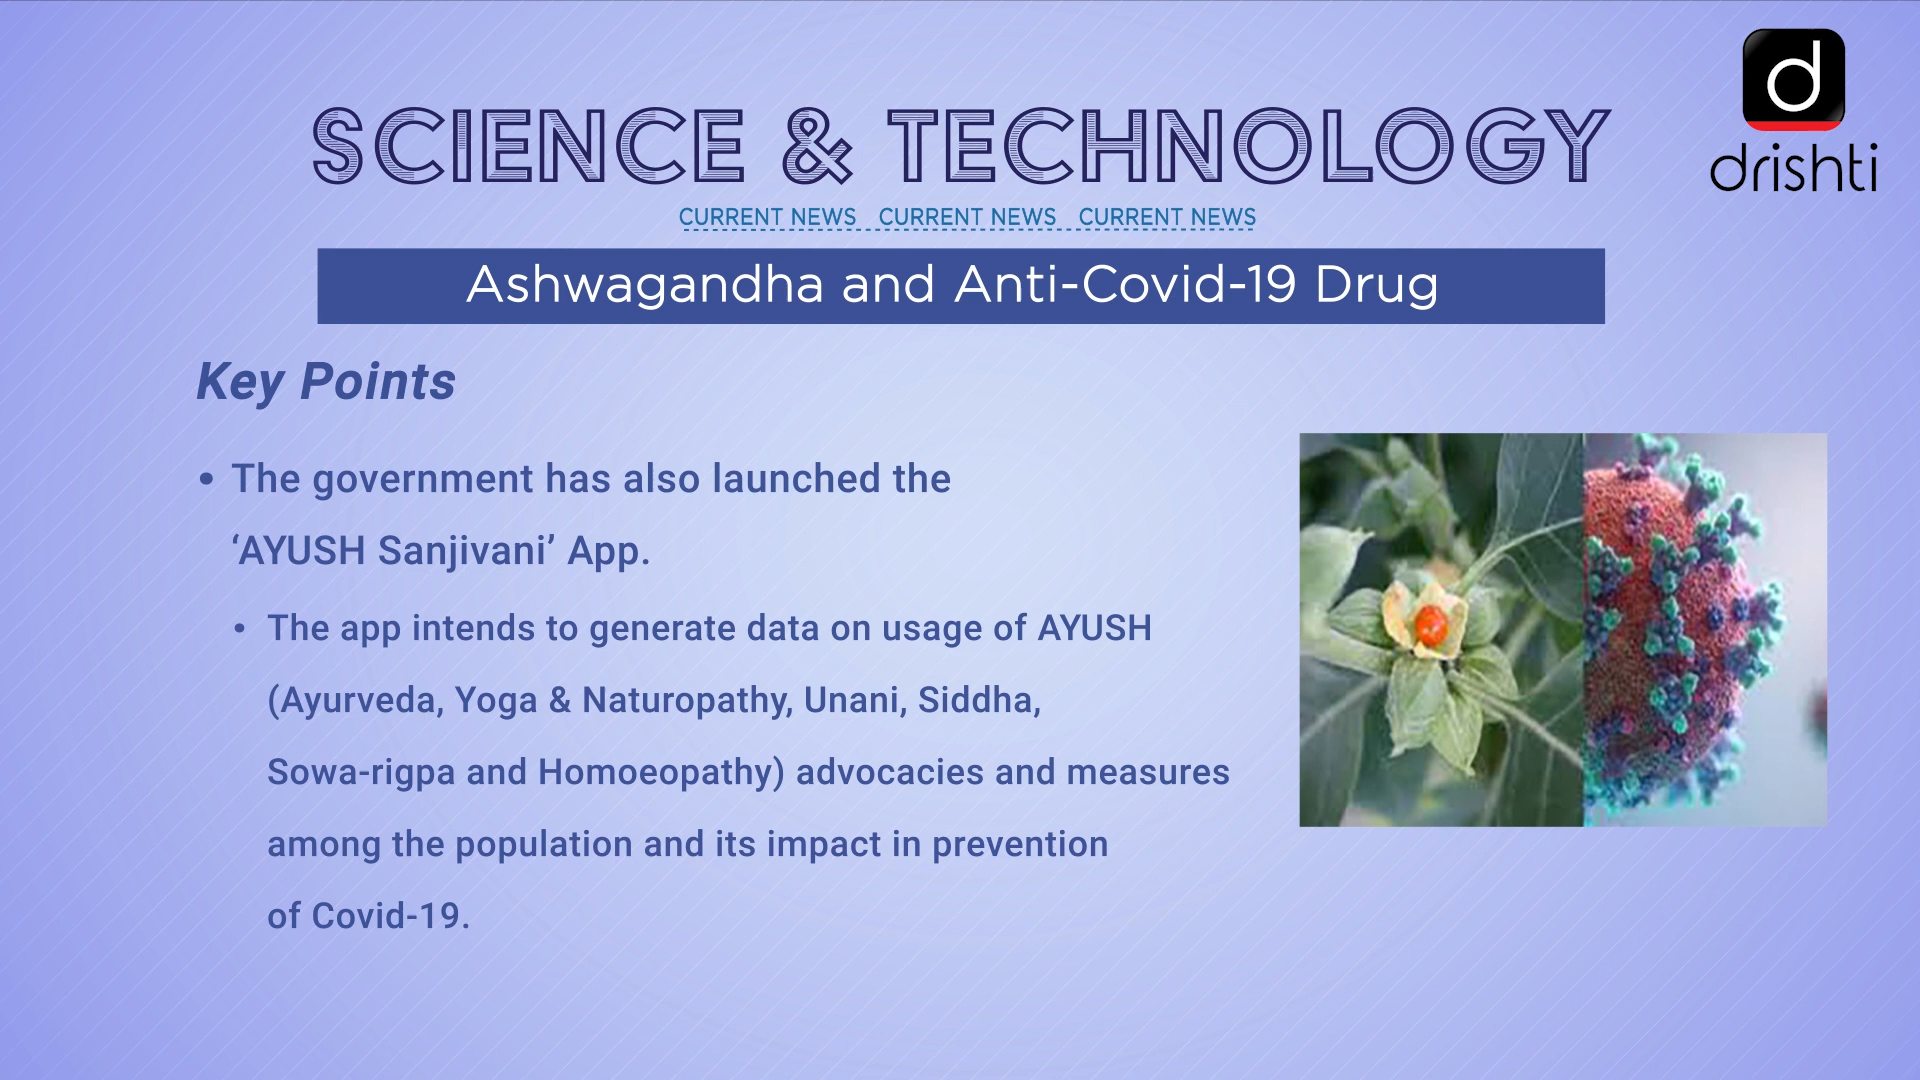 d
drishti
SCIENCE & TECHNOLOGY
CURRENT NEWS CURRENT NEWS CURRENT NEWS
Ashwagandha and Anti-Covid-19 Drug
Key Points
• The government has also launched the
‘AYUSH Sanjivani’ App.
• The app intends to generate data on usage of AYUSH
(Ayurveda, Yoga & Naturopathy, Unani, Siddha,
Sowa-rigpa and Homoeopathy) advocacies and measures
among the population and its impact in prevention
of Covid-19.